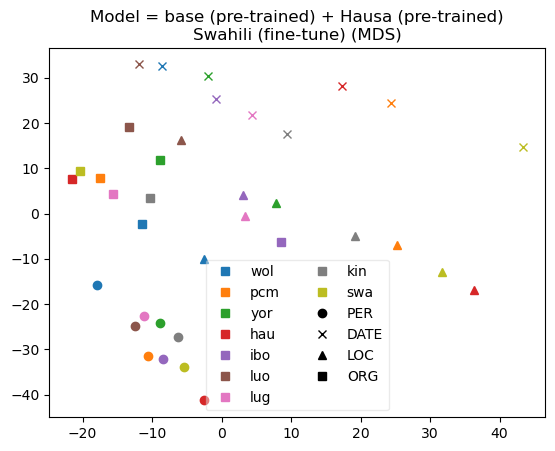 Model = base (pre-trained) + Hausa (pre-trained)
Swahili (fine-tune) (MDS)
30
20
10
0
−10
−20
−30
−40
wol
pcm
yor
hau
ibo
luo
lug
kin
swa
PER
DATE
LOC
ORG
−20
−10
0
10
20
30
40